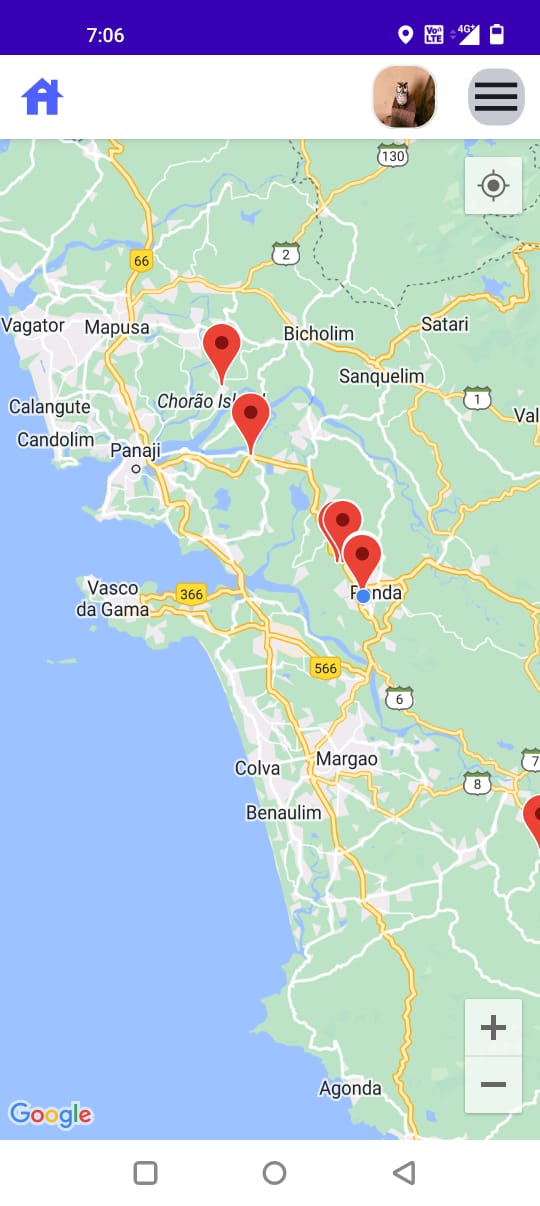 7:06
Vo)) LTE
4G+
130
66
2
Vagator
Mapusa
Bicholim
Satari
Sanquelim
Chorão Isl
1
Calangute
Val
Candolim
Panaji
Vasco
da Gama
366
Ponda
566
6
Margao
7
Colva
8
Benaulim
Agonda
Google